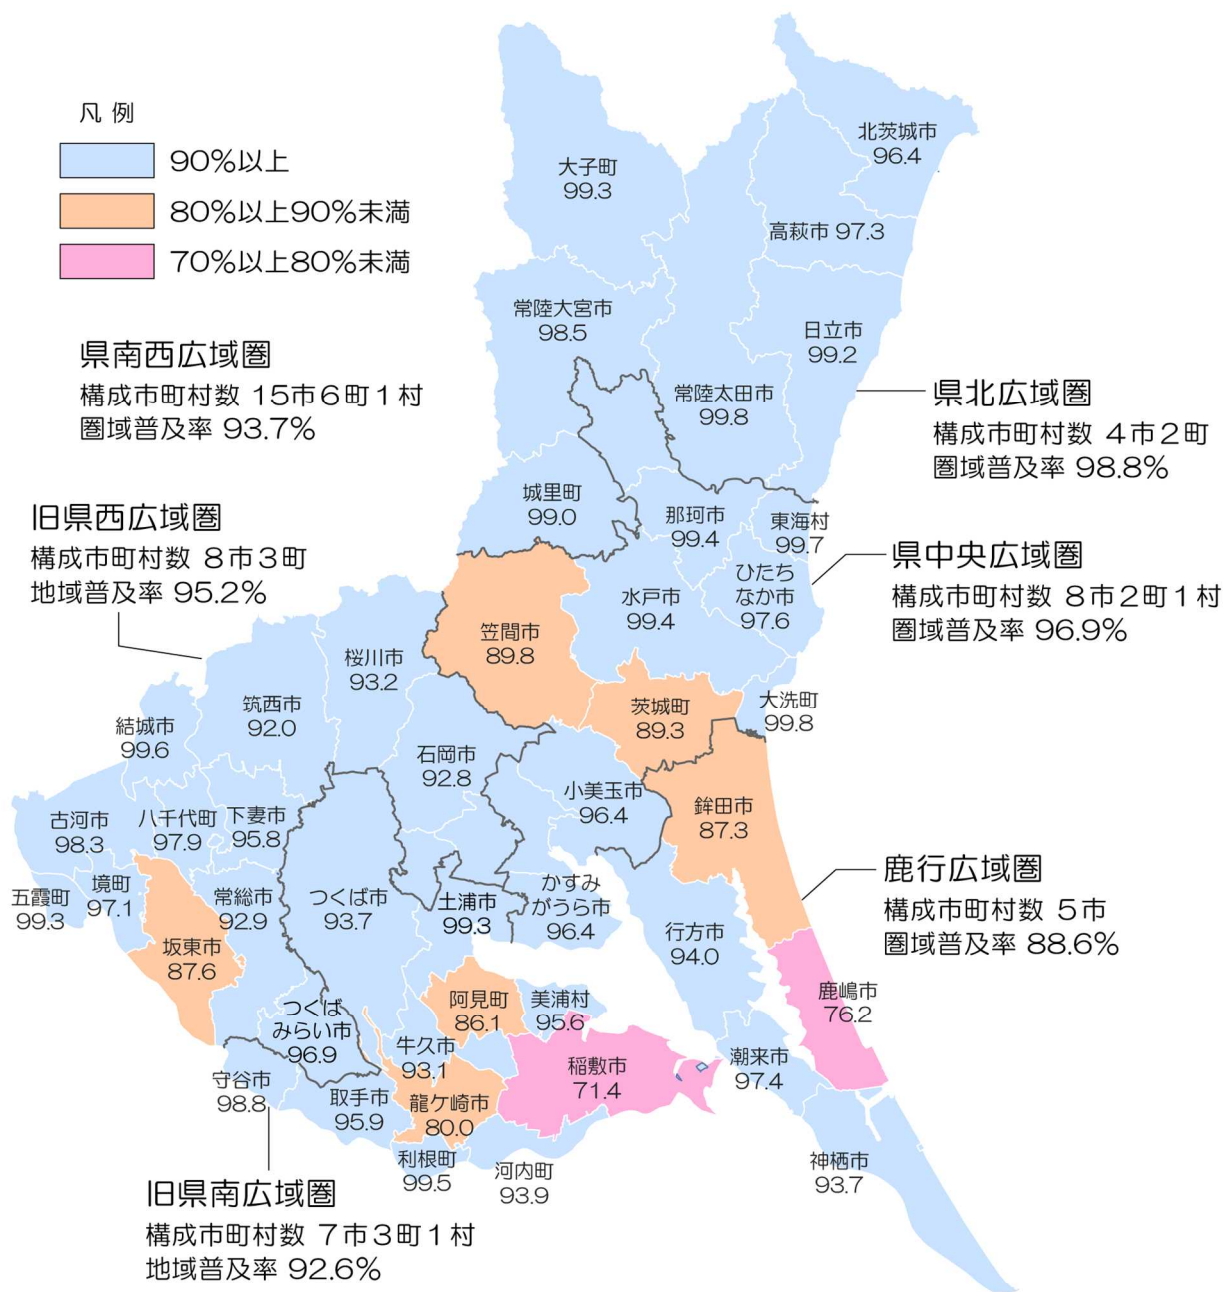 凡例
90%以上
80%以上90%未満
70%以上80%未満
県南西広域圏
構成市町村数 15市6町1村
圏域普及率 93.7%
旧県西広域圏
構成市町村数 8市3町
地域普及率 95.2%
県北広域圏
構成市町村数 4市2町
圏域普及率 98.8%
県中央広域圏
構成市町村数 8市2町1村
圏域普及率 96.9%
鹿行広域圏
構成市町村数 5市
圏域普及率 88.6%
旧県南広域圏
構成市町村数 7市3町1村
地域普及率 92.6%
北茨城市
96.4
大子町
99.3
高萩市 97.3
常陸大宮市
98.5
日立市
99.2
常陸太田市
99.8
城里町
99.0
那珂市
99.4
東海村
99.7
ひたち
なか市
97.6
水戸市
99.4
笠間市
89.8
桜川市
93.2
茨城町
89.3
大洗町
99.8
筑西市
92.0
結城市
99.6
石岡市
92.8
小美玉市
96.4
鉾田市
87.3
古河市
98.3
八千代町
97.9
下妻市
95.8
五霞町
99.3
境町
97.1
常総市
92.9
つくば市
93.7
土浦市
99.3
かすみ
がうら市
96.4
行方市
94.0
坂東市
87.6
鹿嶋市
76.2
阿見町
86.1
美浦村
95.6
つくば
みらい市
96.9
牛久市
93.1
稲敷市
71.4
潮来市
97.4
守谷市
98.8
取手市
95.9
龍ケ崎市
80.0
利根町
99.5
河内町
93.9
神栖市
93.7